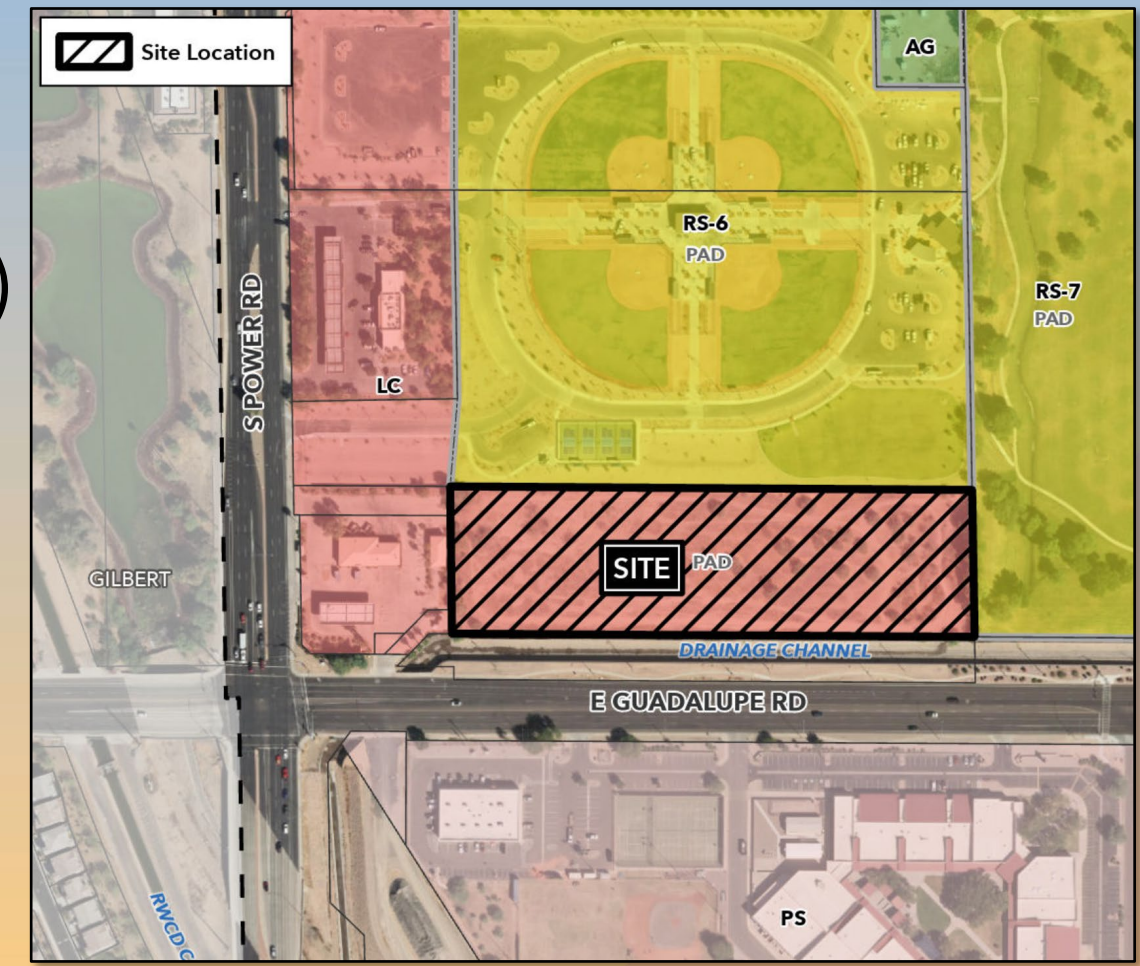 )
Site Location
AG
RS-6
PAD
RS-7
PAD
S POWER RD
LC
GILBERT
SITE
PAD
DRAINAGE CHANNEL
E GUADALUPE RD
RWCD C
PS